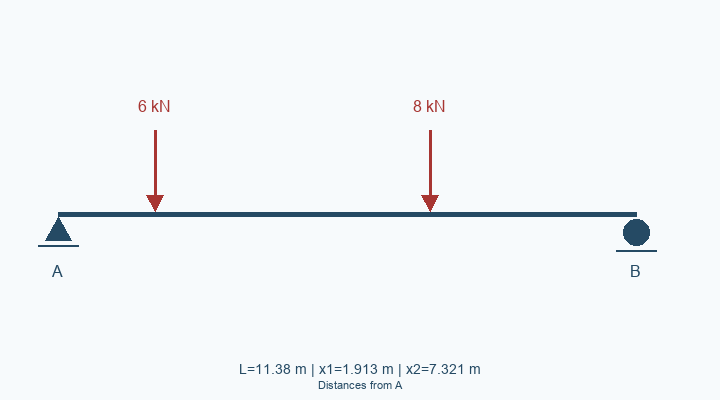 6 kN 8 kN
A B
L=11.38 m | x1=1.913 m | x2=7.321 m
Distances from A